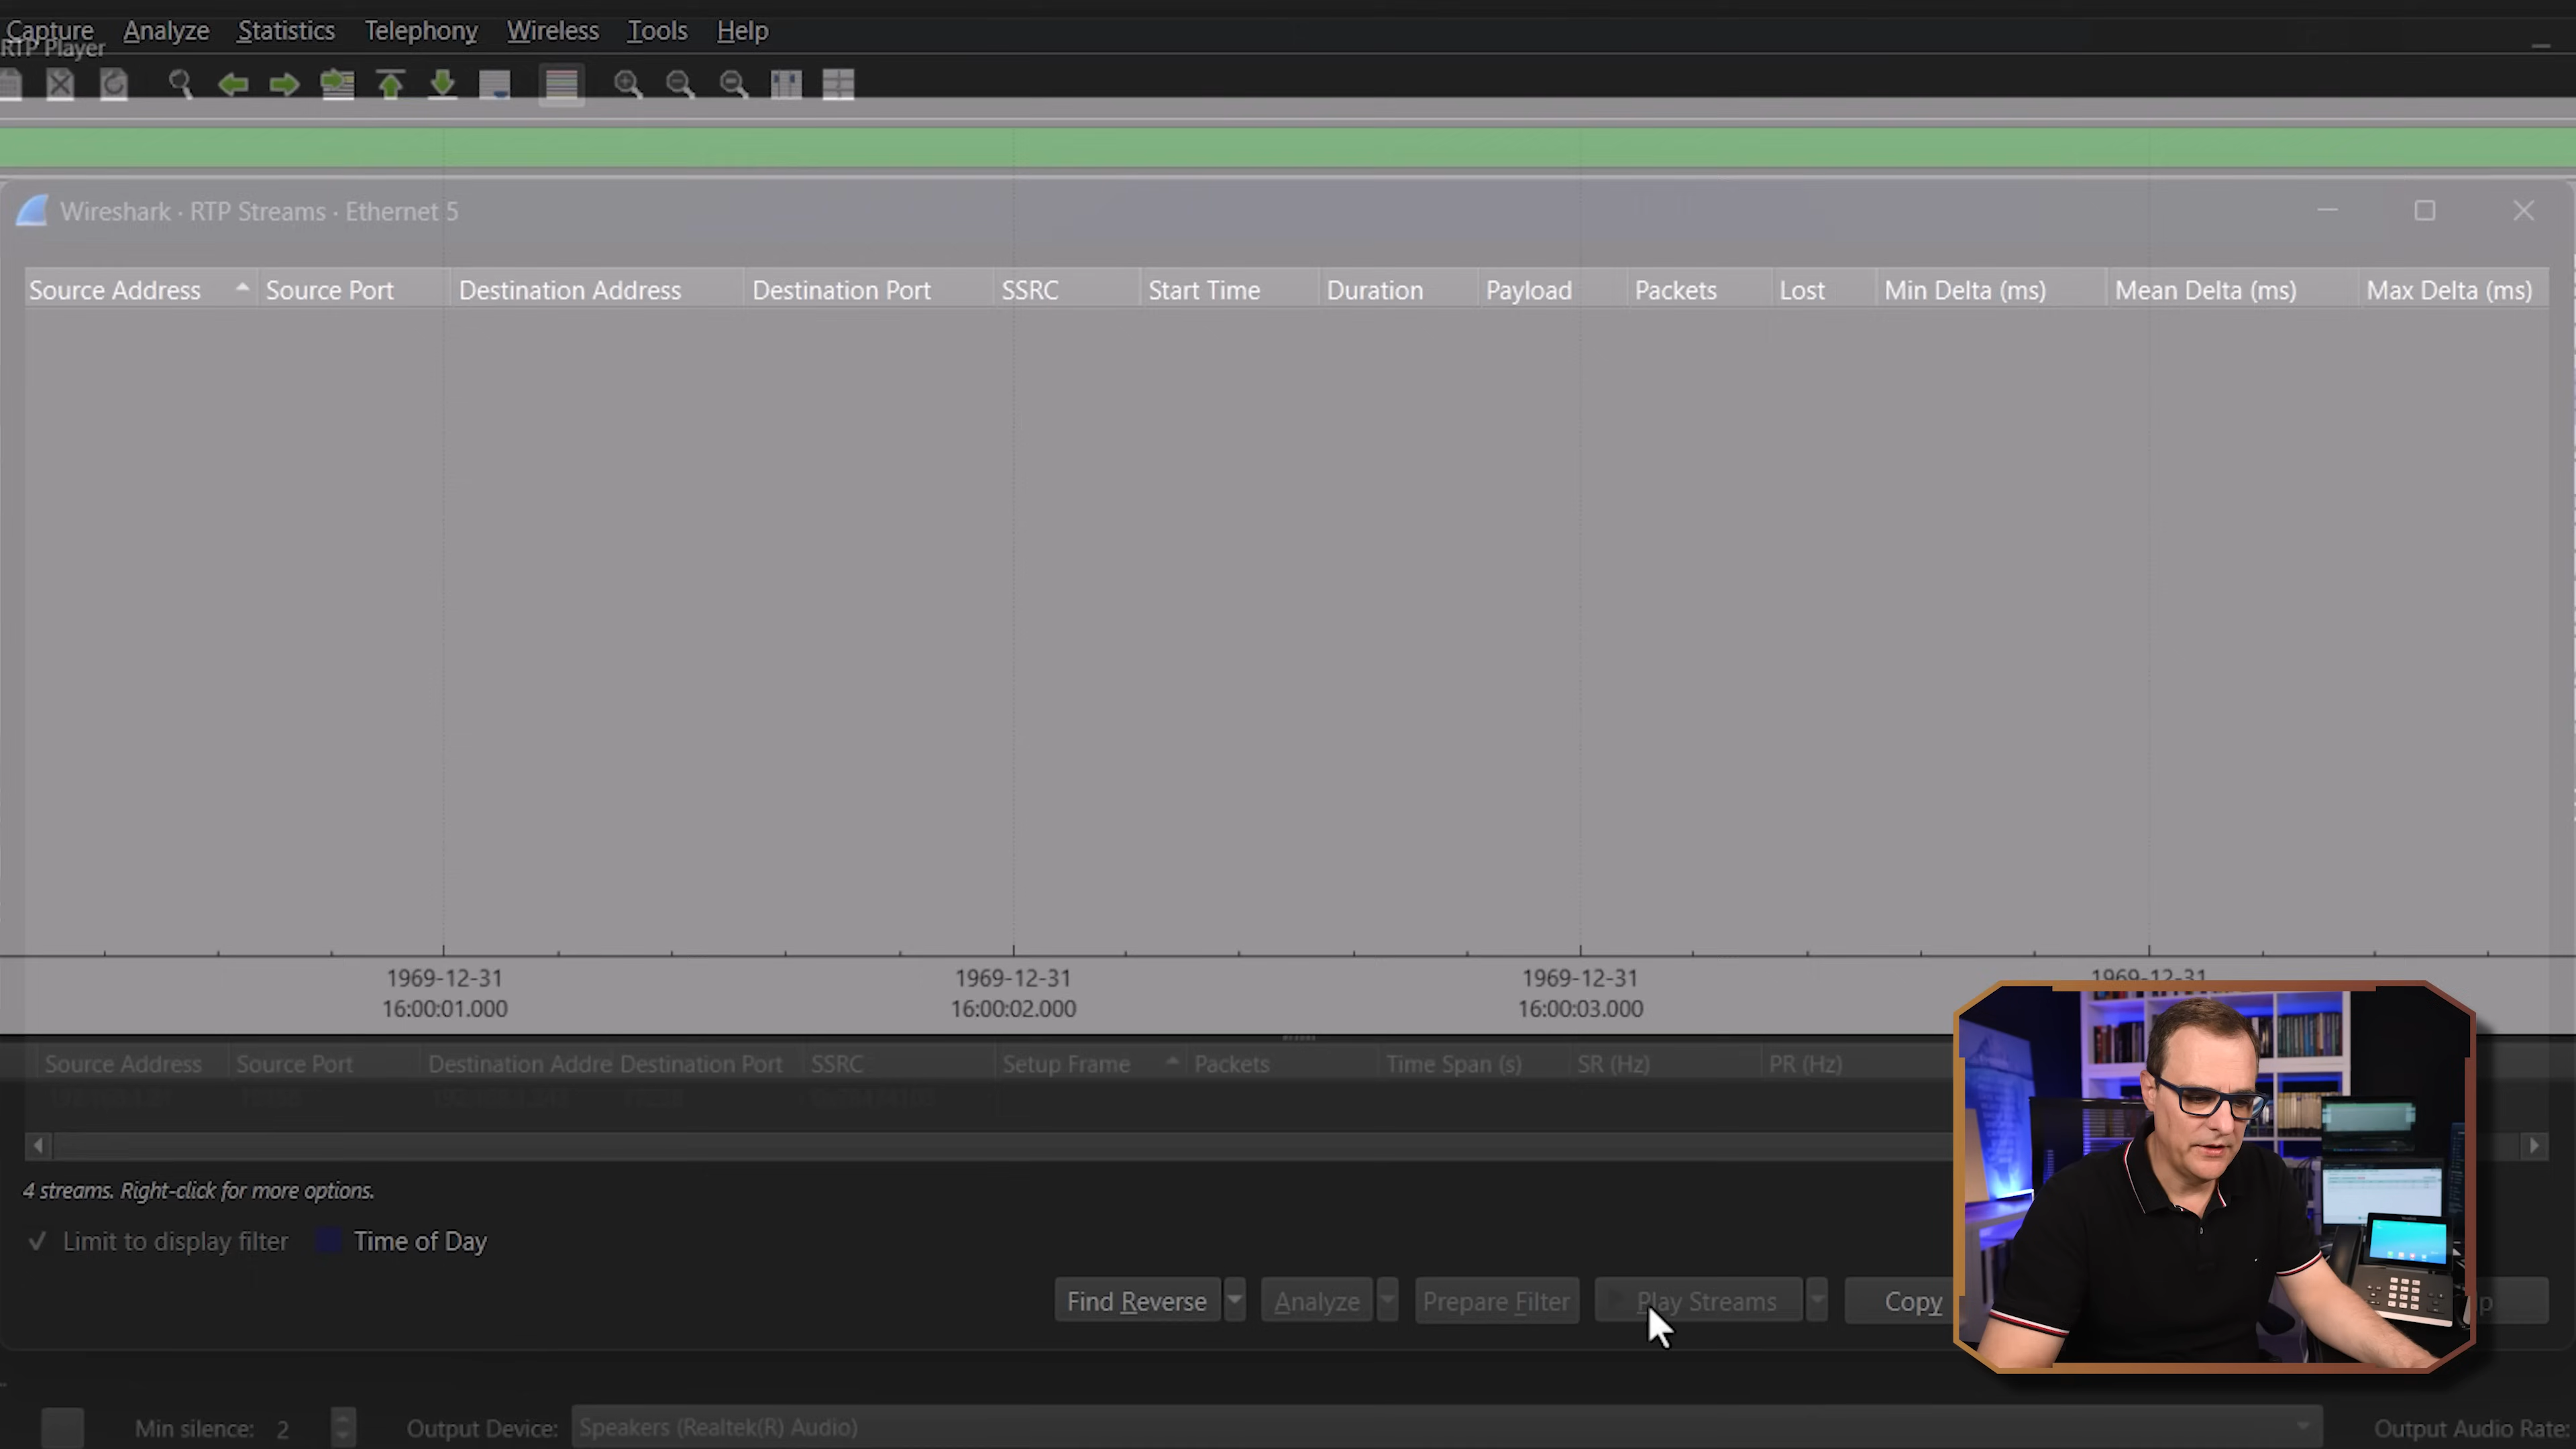 Capture Analyze Statistics Telephony Wireless Tools Help
RTP Player
Wireshark · RTP Streams · Ethernet 5
Source Address Source Port Destination Address Destination Port SSRC Start Time Duration Payload Packets Lost Min Delta (ms) Mean Delta (ms) Max Delta (ms)
1969-12-31 1969-12-31 1969-12-31 1969-12-31
16:00:01.000 16:00:02.000 16:00:03.000
Source Address Source Port Destination Addre Destination Port SSRC Setup Frame Packets Time Span (s) SR (Hz) PR (Hz)
4 streams. Right-click for more options.
Limit to display filter Time of Day
Find Reverse Analyze Prepare Filter Play Streams Copy
Min silence: 2 Output Device: Speakers (Realtek(R) Audio) Output Audio Rate: